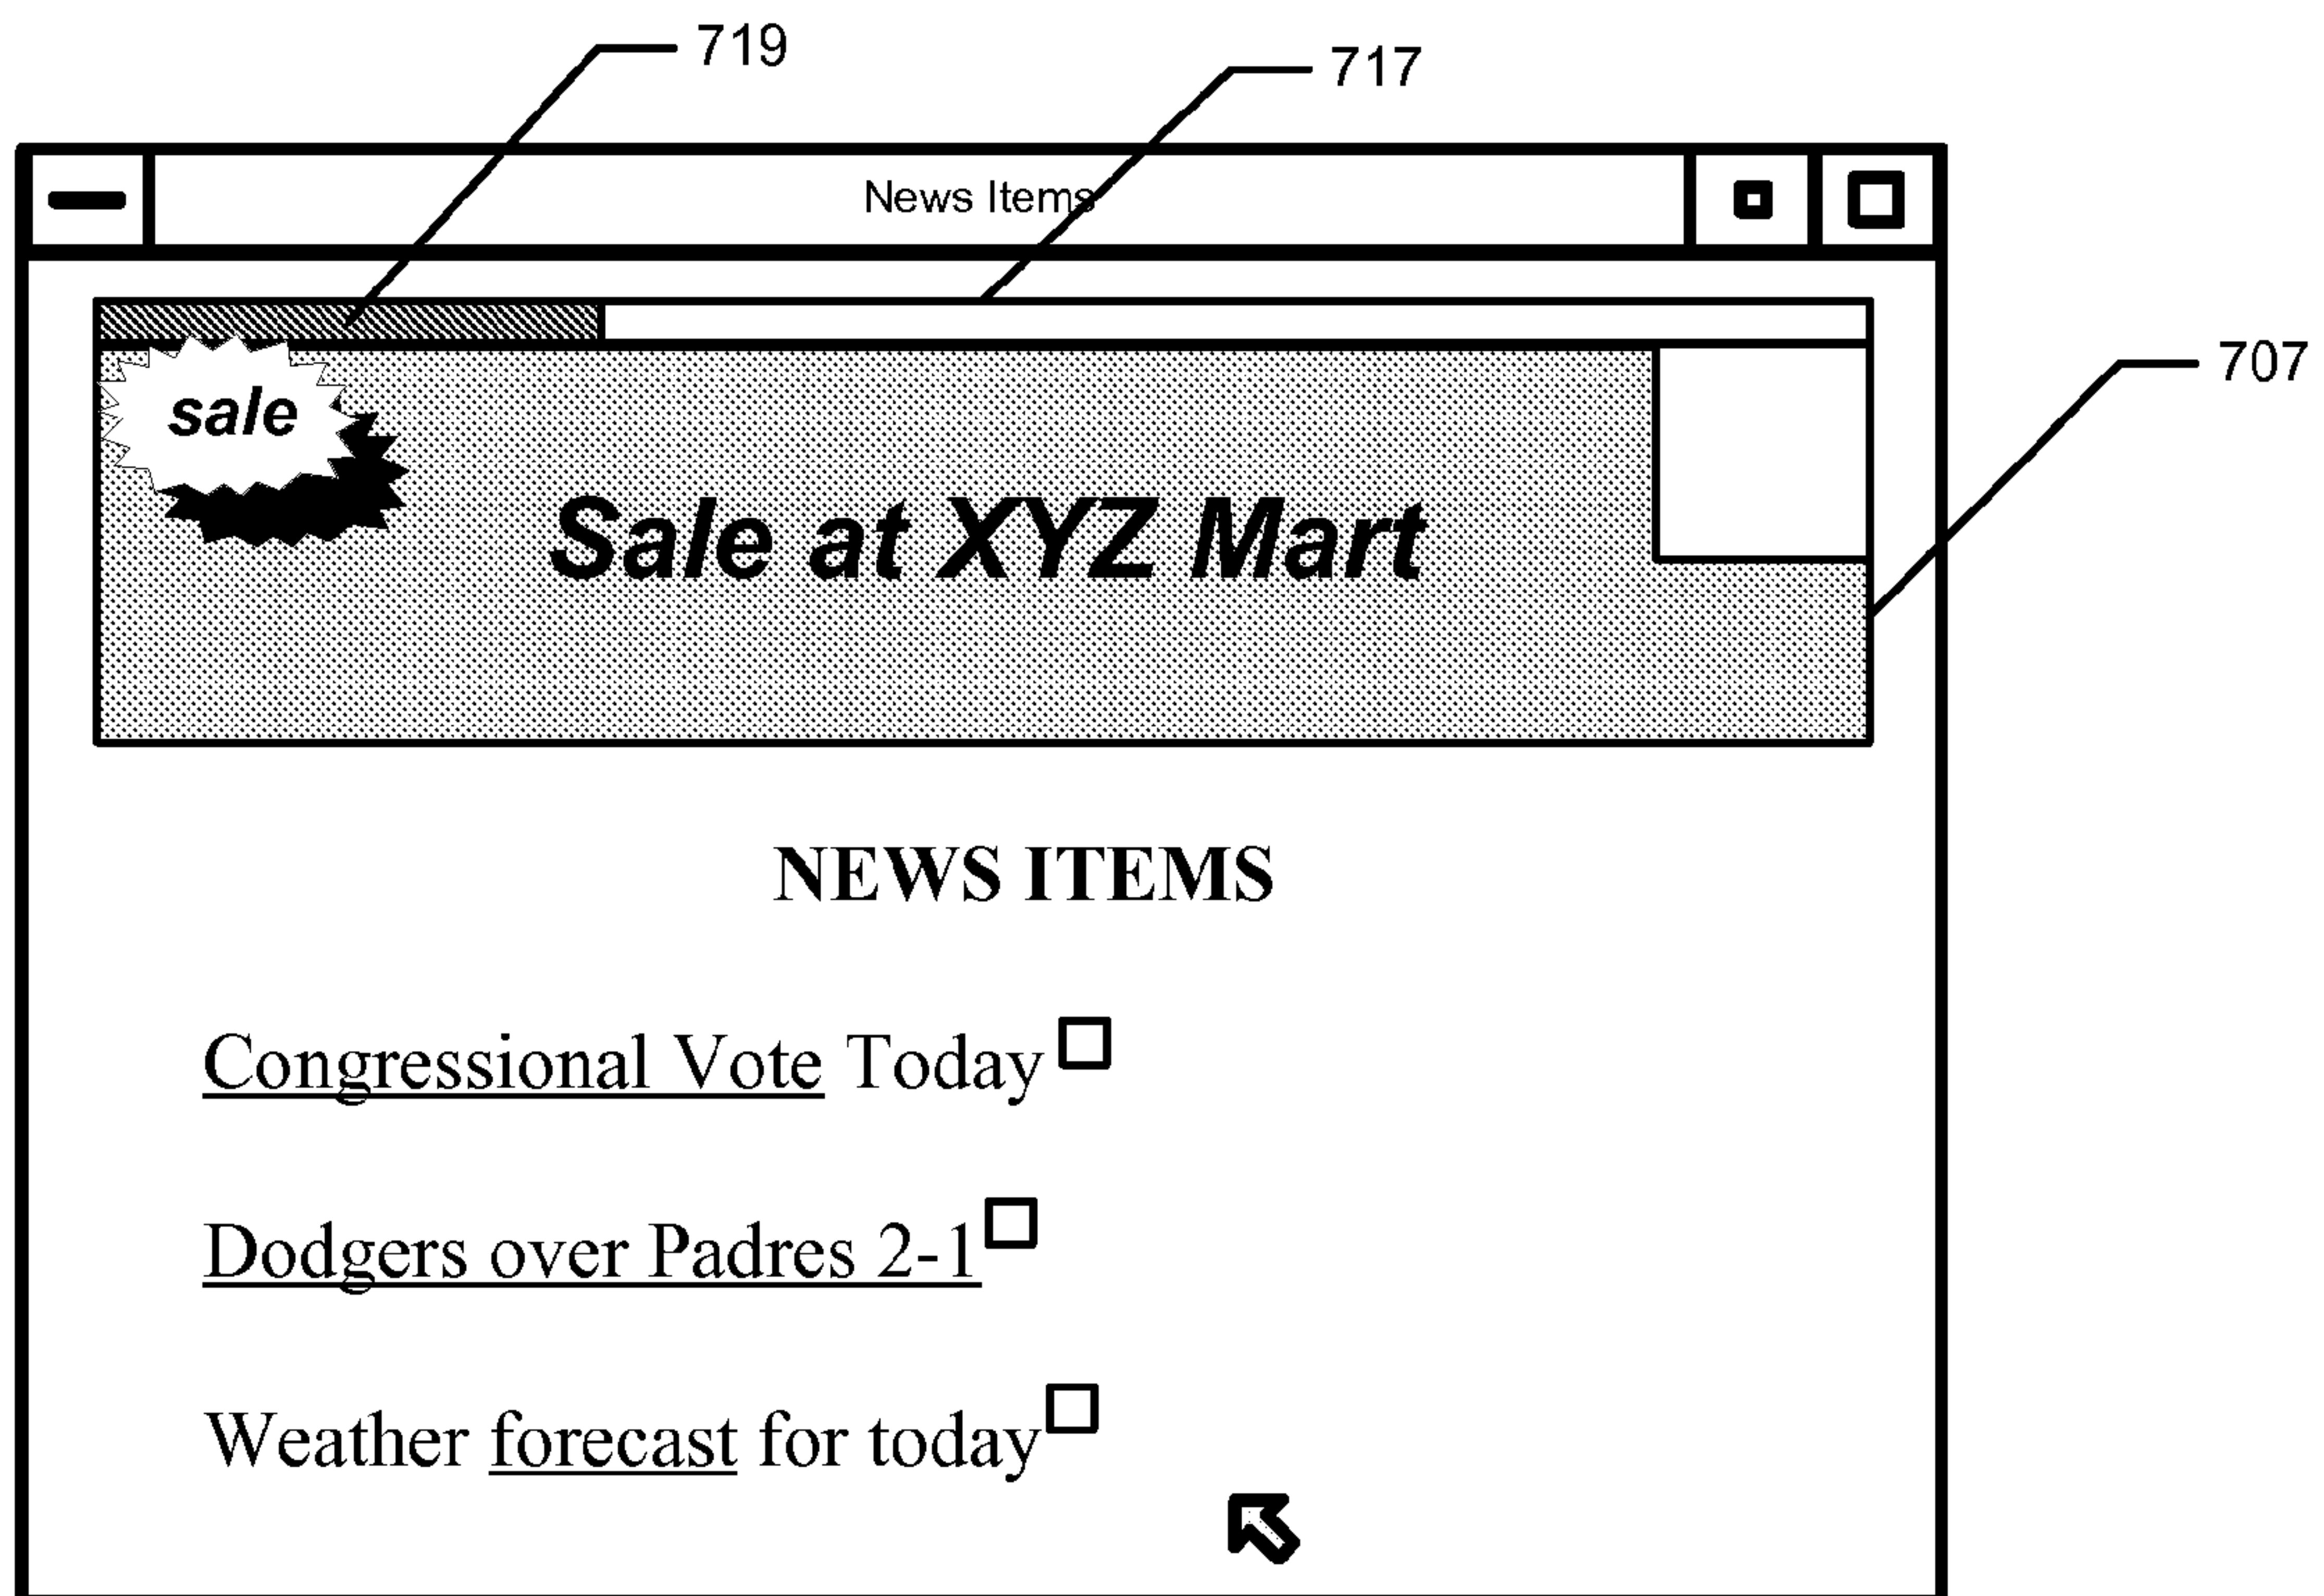 719
717
News Items
707
sale
Sale at XYZ Mart
NEWS ITEMS
Congressional Vote Today
Dodgers over Padres 2-1
Weather forecast for today